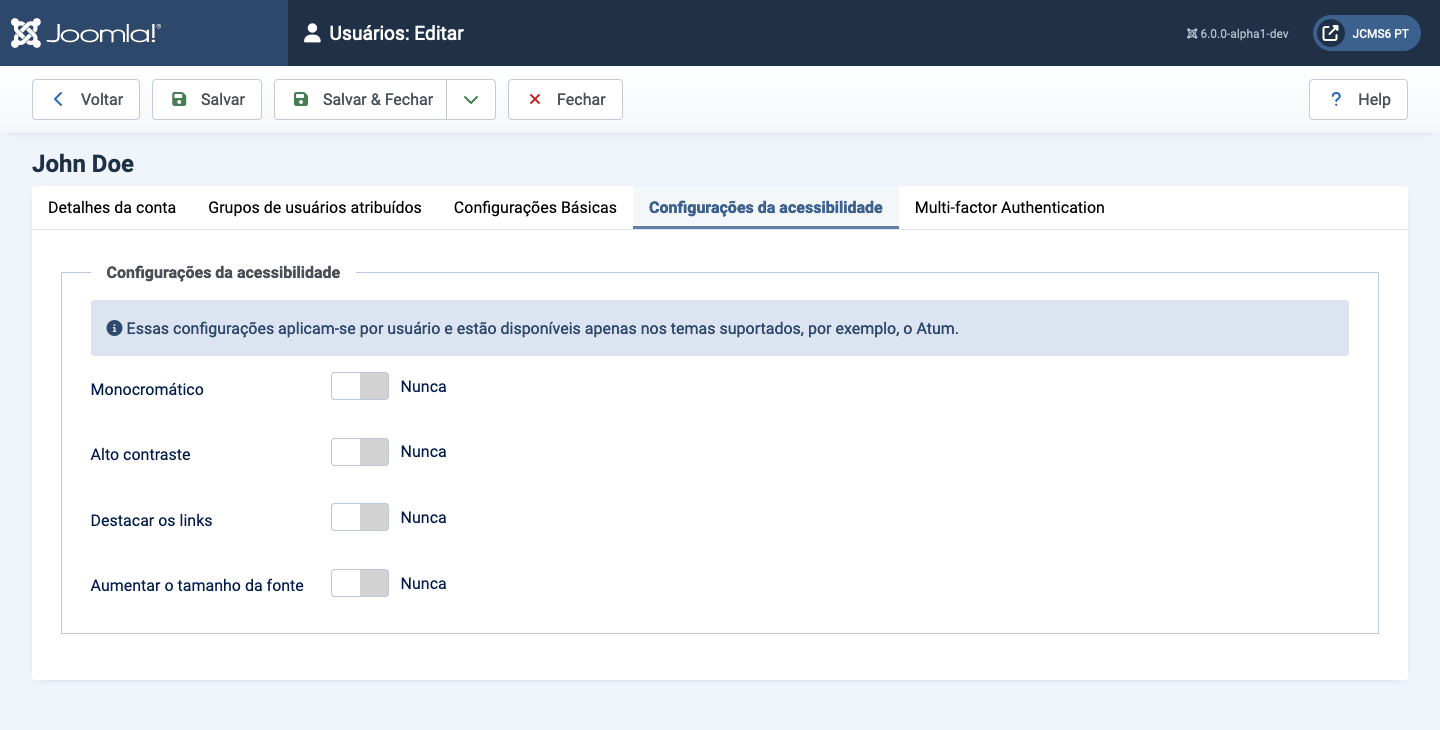 Joomla!®
Usuários: Editar
6.0.0-alpha1-dev
JCMS6 PT
Voltar
Salvar
Salvar & Fechar
Fechar
? Help
John Doe
Detalhes da conta
Grupos de usuários atribuídos
Configurações Básicas
Configurações da acessibilidade
Multi-factor Authentication
Configurações da acessibilidade
Essas configurações aplicam-se por usuário e estão disponíveis apenas nos temas suportados, por exemplo, o Atum.
Monocromático Nunca
Alto contraste Nunca
Destacar os links Nunca
Aumentar o tamanho da fonte Nunca